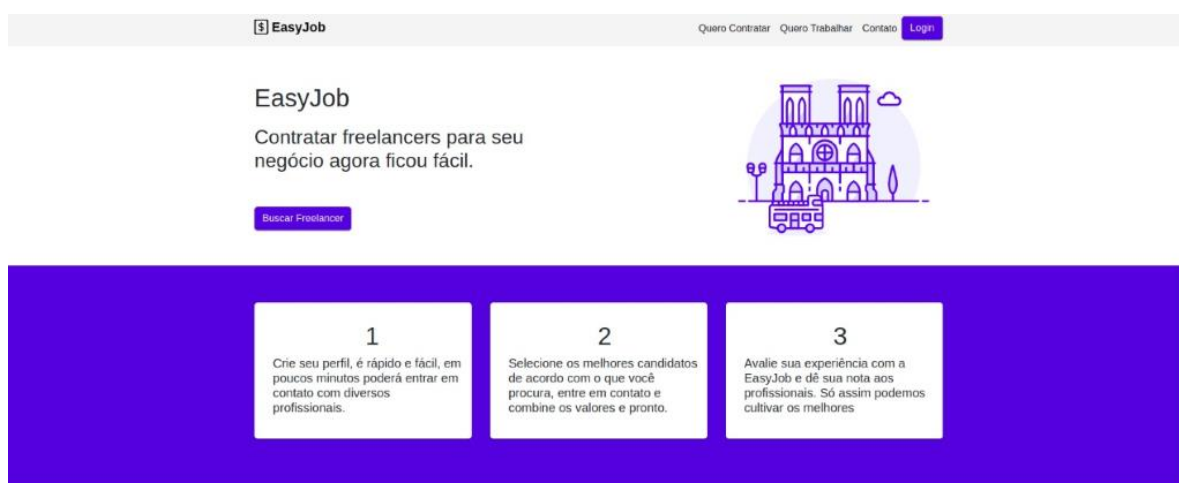 $ EasyJob
Quero Contratar Quero Trabalhar Contato Login
EasyJob
Contratar freelancers para seu
negócio agora ficou fácil.
Buscar Freelancer
1
Crie seu perfil, é rápido e fácil, em
poucos minutos poderá entrar em
contato com diversos
profissionais.
2
Selecione os melhores candidatos
de acordo com o que você
procura, entre em contato e
combine os valores e pronto.
3
Avalie sua experiência com a
EasyJob e dê sua nota aos
profissionais. Só assim podemos
cultivar os melhores